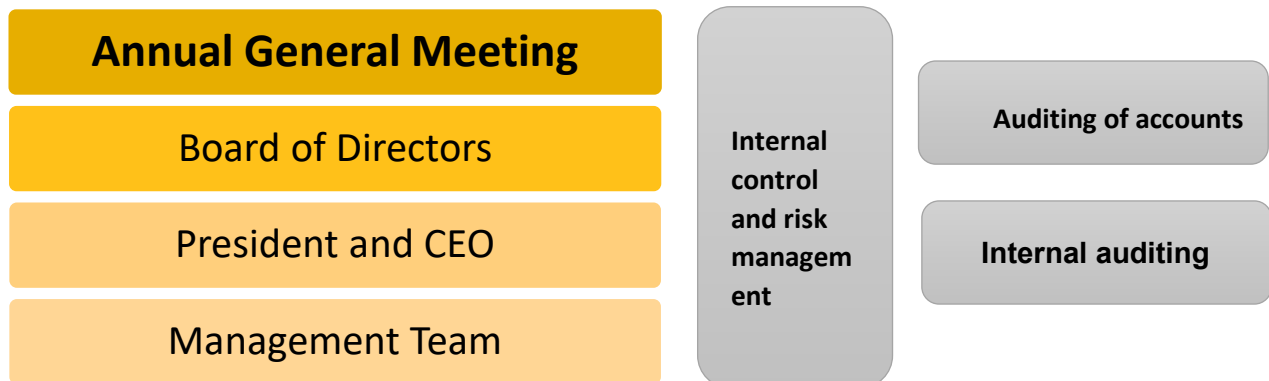 Annual General Meeting
Board of Directors
President and CEO
Management Team
Internal
control
and risk
managem
ent
Auditing of accounts
Internal auditing